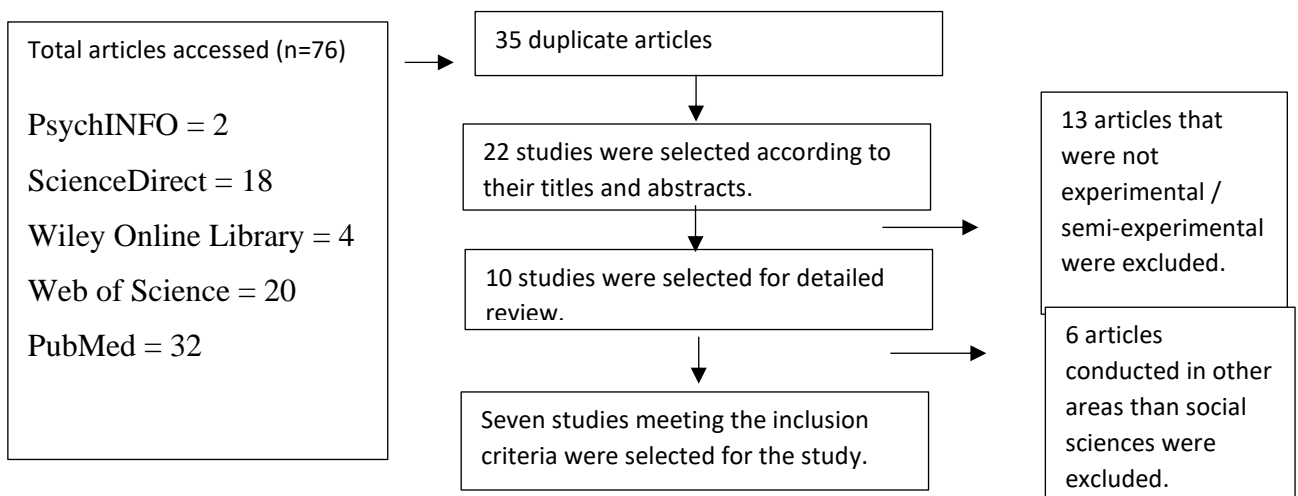 Total articles accessed (n=76)
PsychINFO = 2
ScienceDirect = 18
Wiley Online Library = 4
Web of Science = 20
PubMed = 32
35 duplicate articles
22 studies were selected according to
their titles and abstracts.
10 studies were selected for detailed
review.
Seven studies meeting the inclusion
criteria were selected for the study.
13 articles that
were not
experimental /
semi-experimental
were excluded.
6 articles
conducted in other
areas than social
sciences were
excluded.